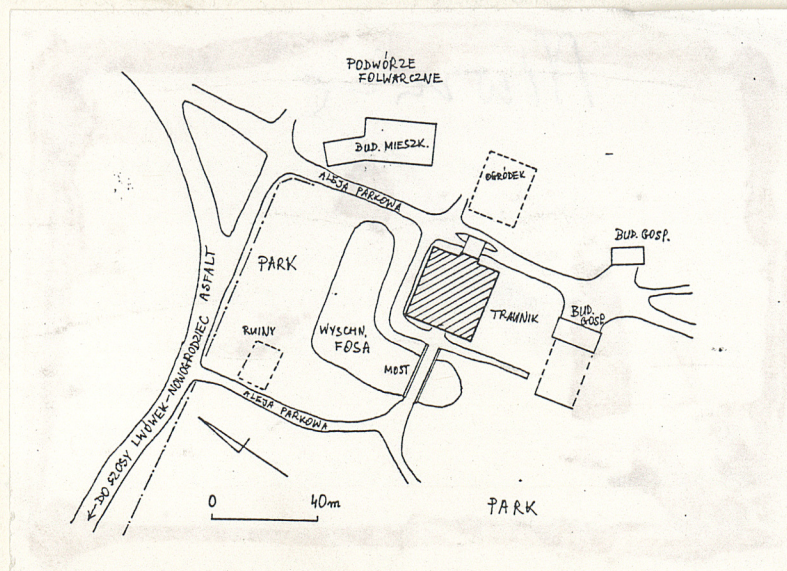 PODWÓRZE
FOLWARCZNE
BUD. MIESZK.
OGRÓDEK
ALEJA PARKOWA
BUD. GOSP.
PARK
ASFALT
TRAWNIK
BUD.
GOSP.
RUINY
WYSCHN.
FOSA
MOST
ALEJA PARKOWA
←DO SZOSY LWÓWEK-NOWOGRODZIEC
0 40m
PARK